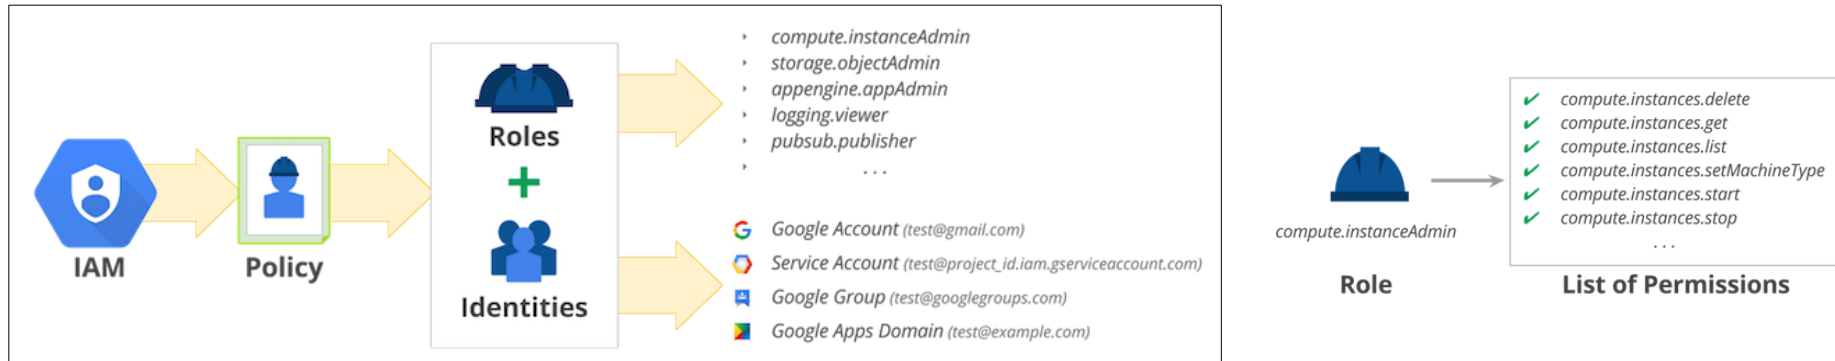 IAM
Policy
Roles
+
Identities
compute.instanceAdmin
storage.objectAdmin
appengine.appAdmin
logging.viewer
pubsub.publisher
...
Google Account (test@gmail.com)
Service Account (test@project_id.iam.gserviceaccount.com)
Google Group (test@googlegroups.com)
Google Apps Domain (test@example.com)
compute.instanceAdmin
Role
compute.instances.delete
compute.instances.get
compute.instances.list
compute.instances.setMachineType
compute.instances.start
compute.instances.stop
...
List of Permissions